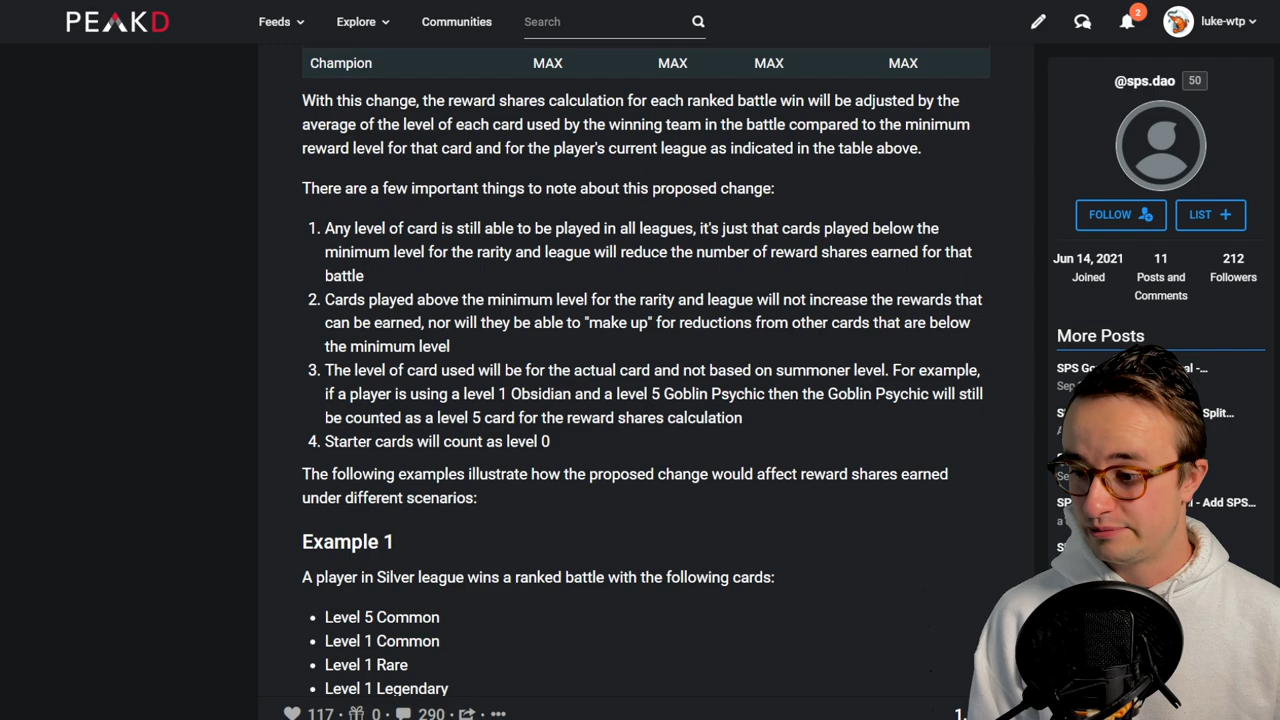 PEAKD
Feeds
Explore
Communities
Search
2
luke-wtp
Champion MAX MAX MAX MAX
With this change, the reward shares calculation for each ranked battle win will be adjusted by the
average of the level of each card used by the winning team in the battle compared to the minimum
reward level for that card and for the player's current league as indicated in the table above.
There are a few important things to note about this proposed change:
1. Any level of card is still able to be played in all leagues, it's just that cards played below the
minimum level for the rarity and league will reduce the number of reward shares earned for that
battle
2. Cards played above the minimum level for the rarity and league will not increase the rewards that
can be earned, nor will they be able to "make up" for reductions from other cards that are below
the minimum level
3. The level of card used will be for the actual card and not based on summoner level. For example,
if a player is using a level 1 Obsidian and a level 5 Goblin Psychic then the Goblin Psychic will still
be counted as a level 5 card for the reward shares calculation
4. Starter cards will count as level 0
The following examples illustrate how the proposed change would affect reward shares earned
under different scenarios:
Example 1
A player in Silver league wins a ranked battle with the following cards:
• Level 5 Common
• Level 1 Common
• Level 1 Rare
• Level 1 Legendary
117 · 0 · 290 ·
1.
@sps.dao 50
FOLLOW
LIST +
Jun 14, 2021 11 212
Joined Posts and Followers
Comments
More Posts
Split...
- Add SPS...